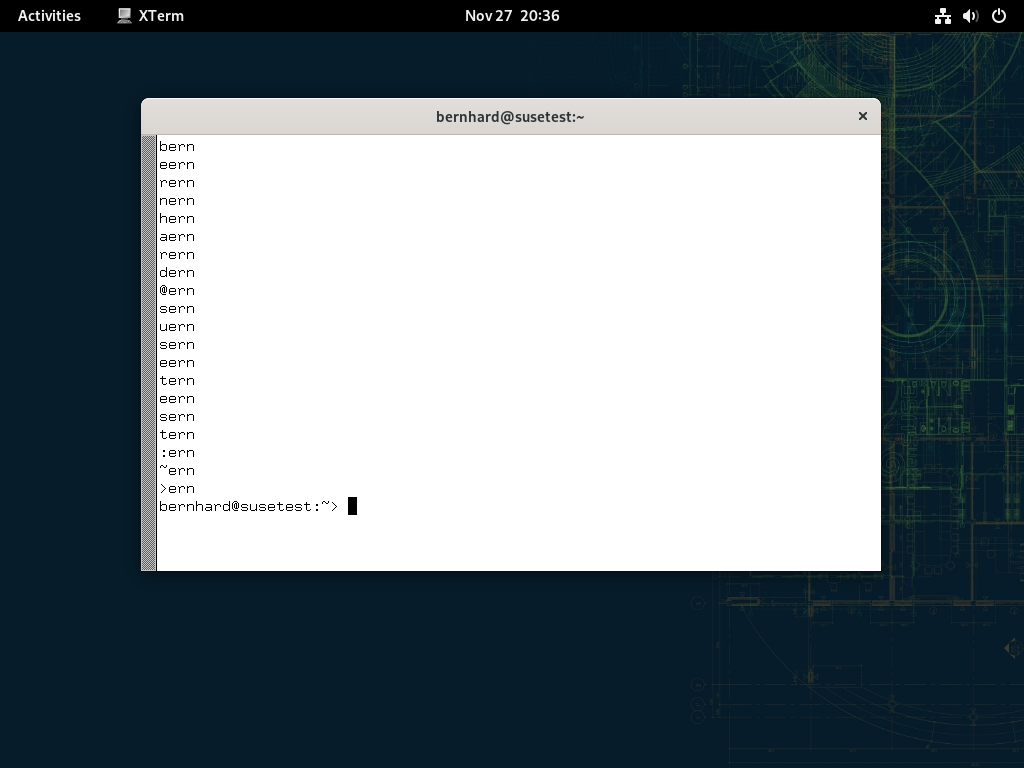 Activities XTerm Nov 27 20:36
bernhard@susetest:~ ×
bern
eern
rern
nern
hern
aern
rern
dern
@ern
sern
uern
sern
eern
tern
eern
sern
tern
:ern
~ern
>ern
bernhard@susetest:~>